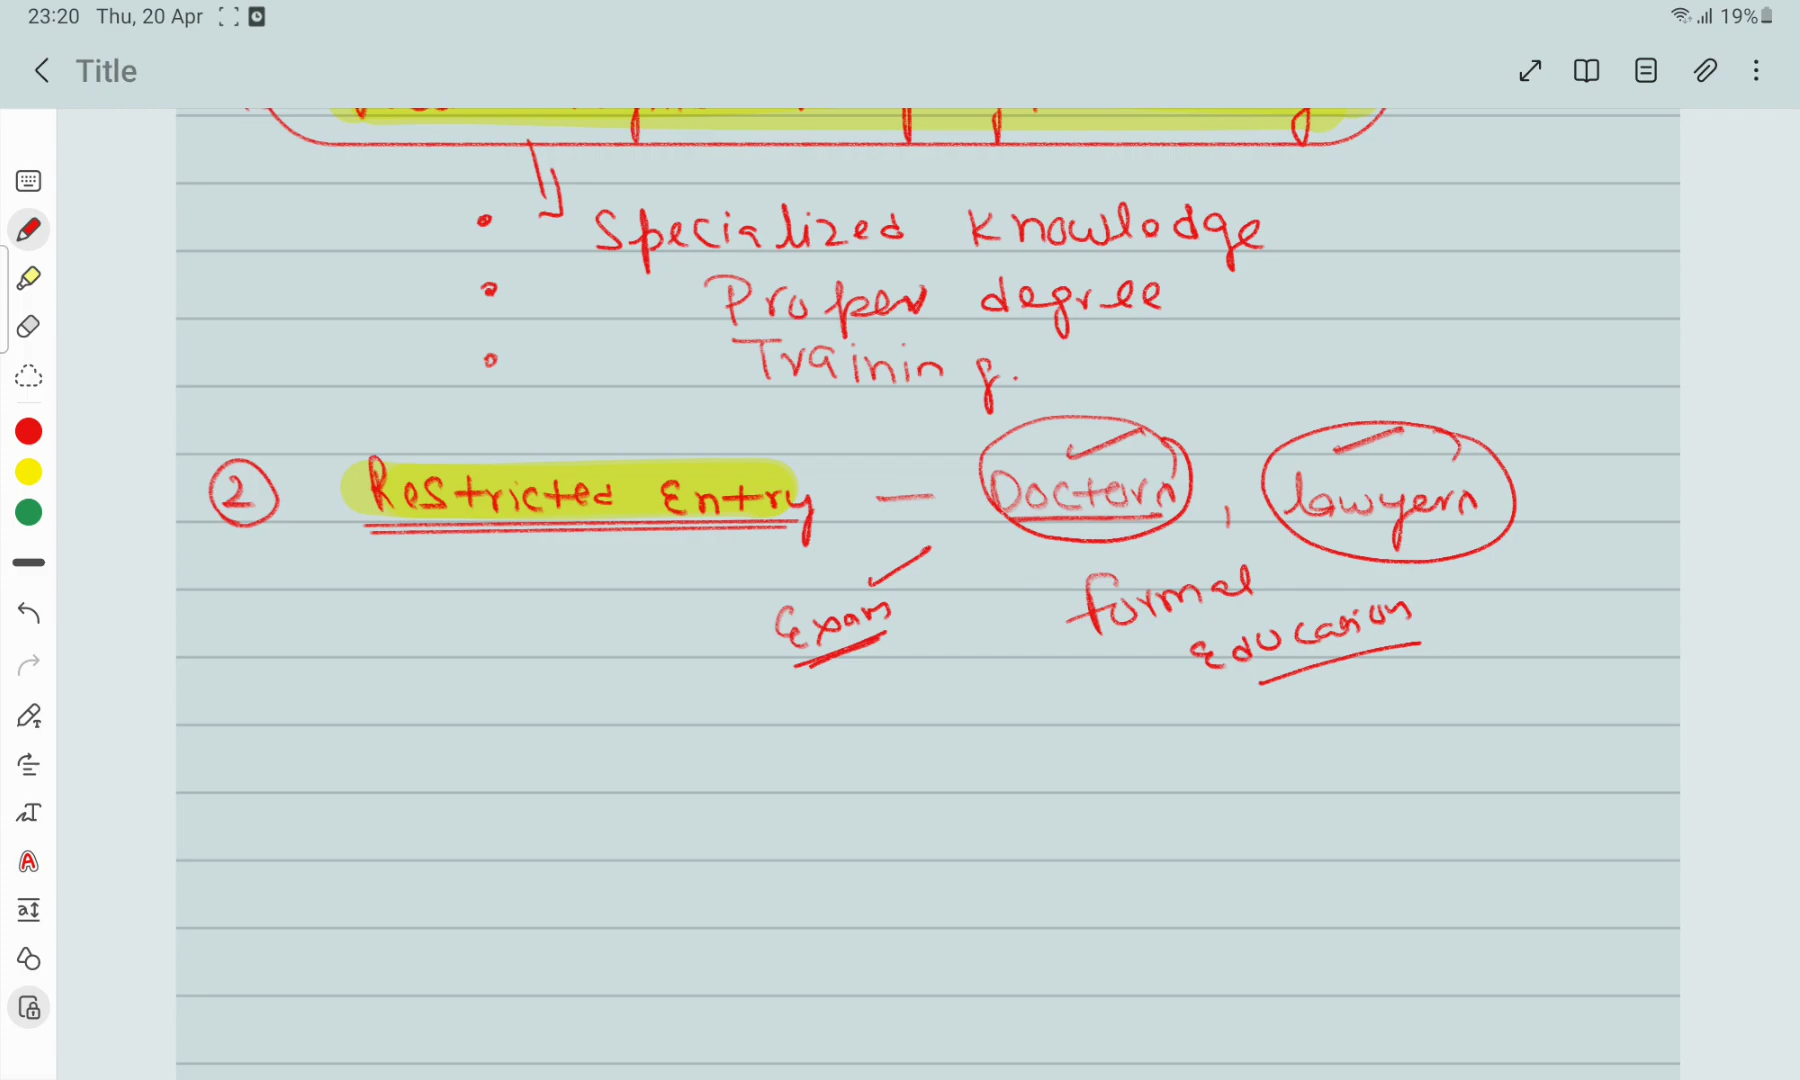 23:20 Thu, 20 Apr 19%
Title
• Specialized Knowledge
• Proper degree
• Training.
② Restricted Entry — Doctors, lawyers
Exam formal
education